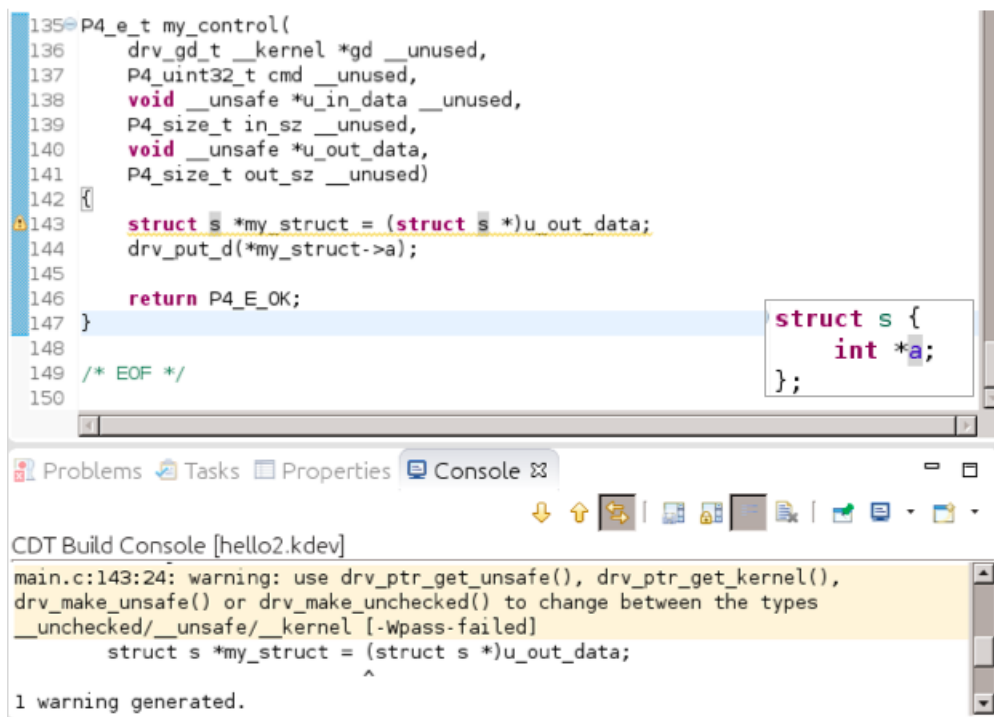 135 P4_e_t my_control(
136     drv_gd_t __kernel *gd __unused,
137     P4_uint32_t cmd __unused,
138     void __unsafe *u_in_data __unused,
139     P4_size_t in_sz __unused,
140     void __unsafe *u_out_data,
141     P4_size_t out_sz __unused)
142 {
143     struct s *my_struct = (struct s *)u_out_data;
144     drv_put_d(*my_struct->a);
145
146     return P4_E_OK;
147 }
148
149 /* EOF */
150
struct s {
    int *a;
};
Problems Tasks Properties Console
CDT Build Console [hello2.kdev]
main.c:143:24: warning: use drv_ptr_get_unsafe(), drv_ptr_get_kernel(),
drv_make_unsafe() or drv_make_unchecked() to change between the types
__unchecked/__unsafe/__kernel [-Wpass-failed]
        struct s *my_struct = (struct s *)u_out_data;
                              ^
1 warning generated.